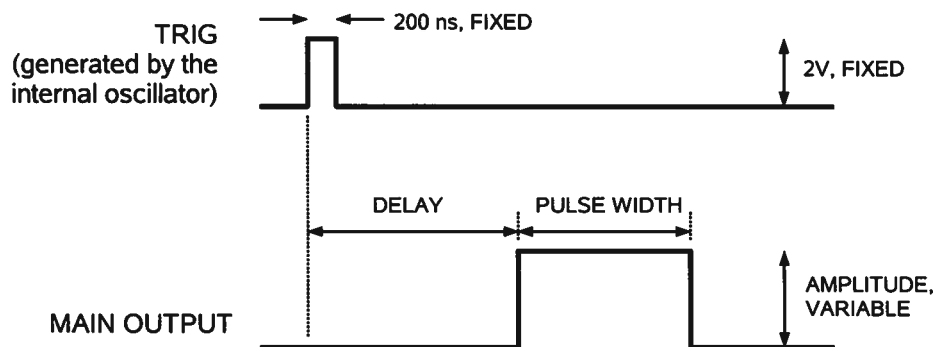 200 ns, FIXED
TRIG
(generated by the
internal oscillator)
2V, FIXED
DELAY
PULSE WIDTH
AMPLITUDE,
VARIABLE
MAIN OUTPUT